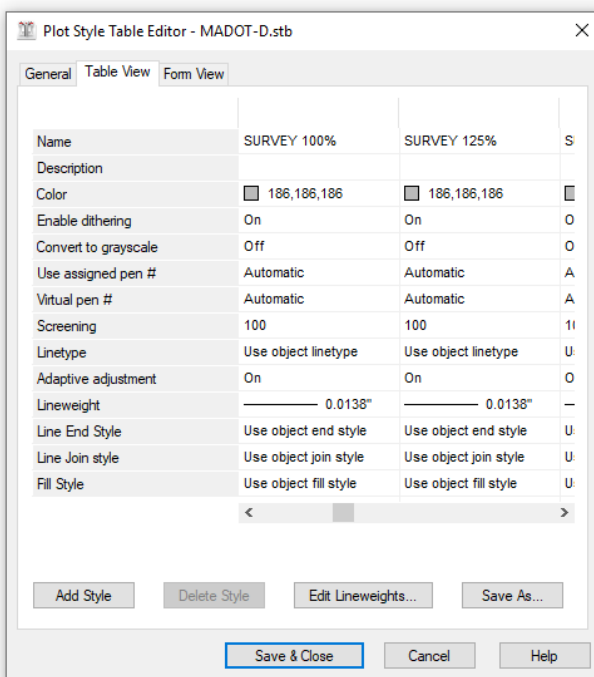 Plot Style Table Editor - MADOT-D.stb
General Table View Form View
Name SURVEY 100% SURVEY 125% S
Description
Color 186,186,186 186,186,186
Enable dithering On On O
Convert to grayscale Off Off O
Use assigned pen # Automatic Automatic A
Virtual pen # Automatic Automatic A
Screening 100 100 10
Linetype Use object linetype Use object linetype U
Adaptive adjustment On On O
Lineweight 0.0138" 0.0138"
Line End Style Use object end style Use object end style U
Line Join style Use object join style Use object join style U
Fill Style Use object fill style Use object fill style U
Add Style Delete Style Edit Lineweights... Save As...
Save & Close Cancel Help